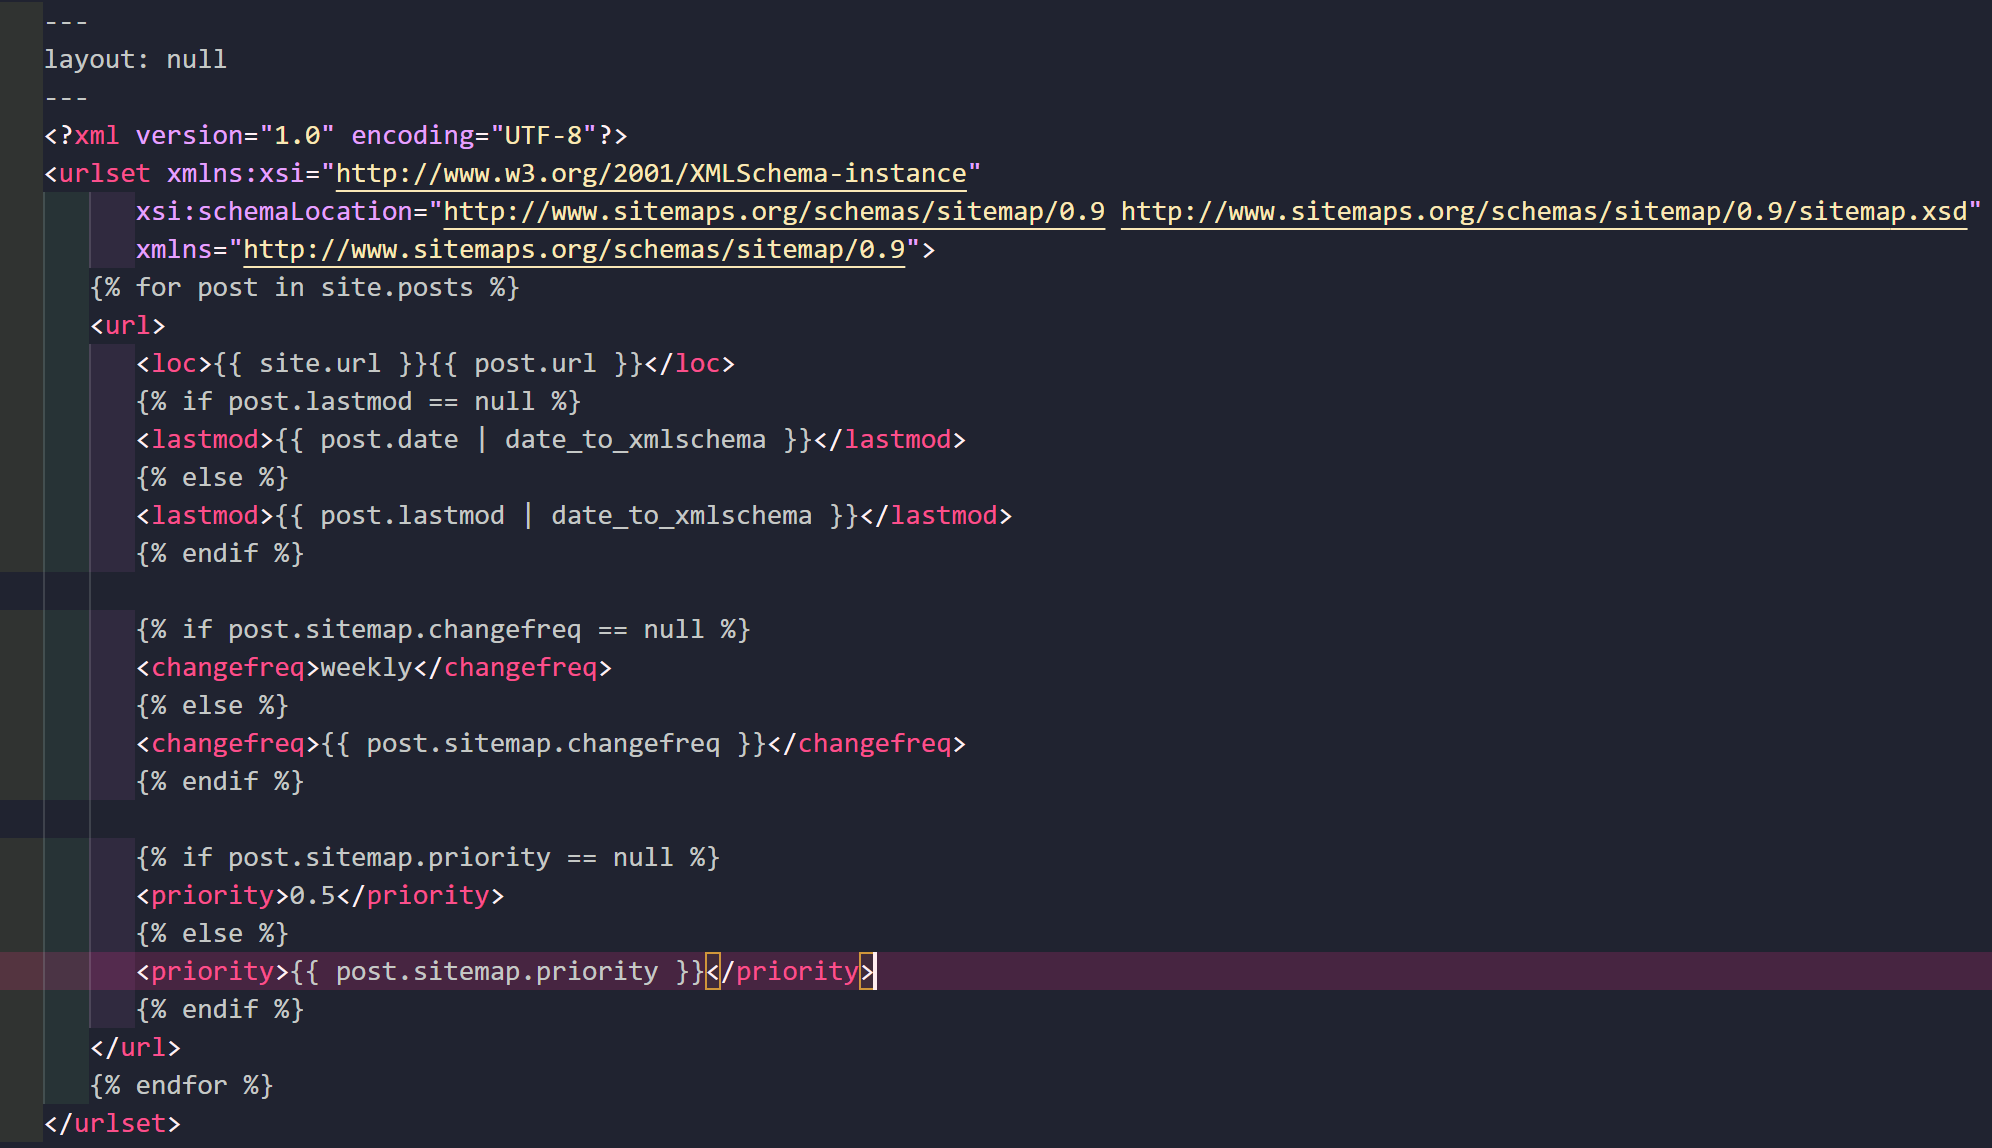 ---
layout: null
---
<?xml version="1.0" encoding="UTF-8"?>
<urlset xmlns:xsi="http://www.w3.org/2001/XMLSchema-instance"
xsi:schemaLocation="http://www.sitemaps.org/schemas/sitemap/0.9 http://www.sitemaps.org/schemas/sitemap/0.9/sitemap.xsd"
xmlns="http://www.sitemaps.org/schemas/sitemap/0.9">
{% for post in site.posts %}
<url>
<loc>{{ site.url }}{{ post.url }}</loc>
{% if post.lastmod == null %}
<lastmod>{{ post.date | date_to_xmlschema }}</lastmod>
{% else %}
<lastmod>{{ post.lastmod | date_to_xmlschema }}</lastmod>
{% endif %}
{% if post.sitemap.changefreq == null %}
<changefreq>weekly</changefreq>
{% else %}
<changefreq>{{ post.sitemap.changefreq }}</changefreq>
{% endif %}
{% if post.sitemap.priority == null %}
<priority>0.5</priority>
{% else %}
<priority>{{ post.sitemap.priority }}</priority>
{% endif %}
</url>
{% endfor %}
</urlset>